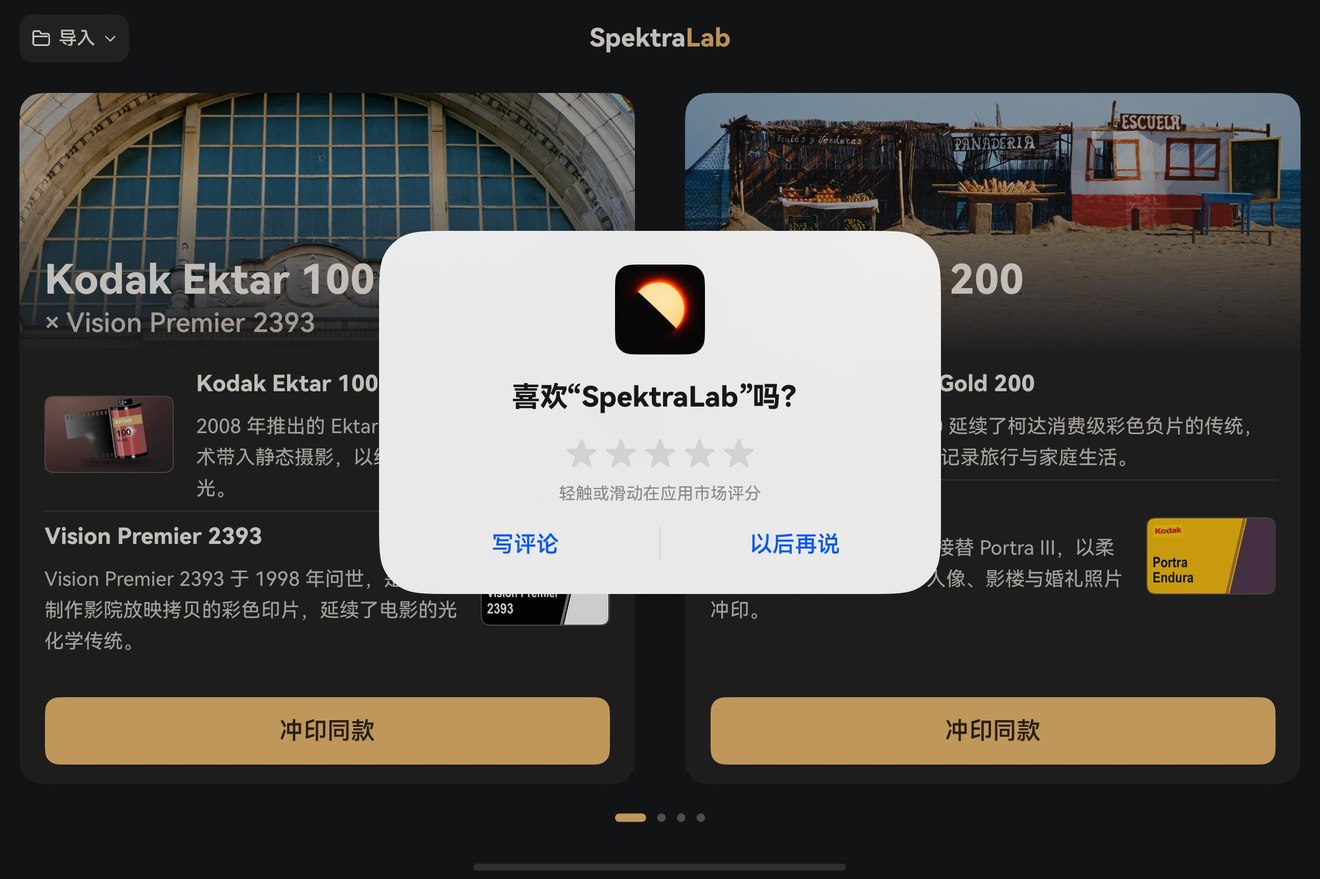 导入
SpektraLab
Kodak Ektar 100
× Vision Premier 2393
Kodak Ektar 100
2008 年推出的 Ektar
术带入静态摄影，以
光。
Vision Premier 2393
Vision Premier 2393 于 1998 年问世，
制作影院放映拷贝的彩色印片，延续了电影的光
化学传统。
EKTAR
100
2393
冲印同款
喜欢“SpektraLab”吗？
轻触或滑动在应用市场评分
写评论
以后再说
Frutas y Verduras
PANADERIA
ESCUELA
200
Gold 200
延续了柯达消费级彩色负片的传统，
记录旅行与家庭生活。
接替 Portra III，以柔
人像、影楼与婚礼照片
冲印。
Kodak
Portra
Endura
冲印同款